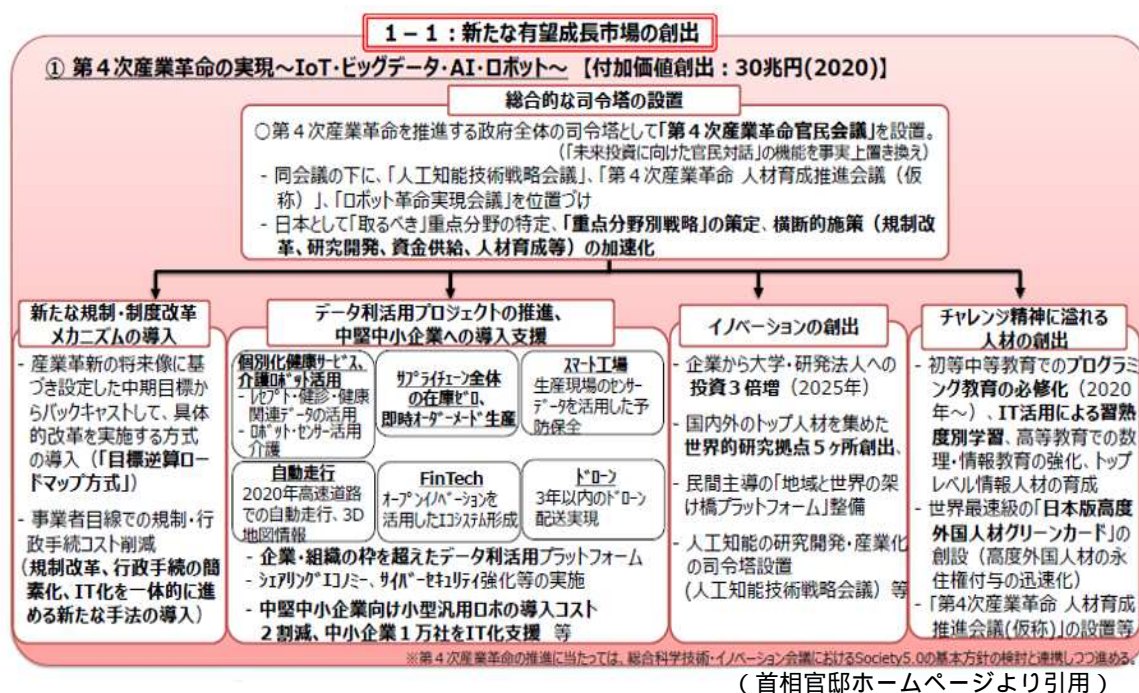 1－1：新たな有望成長市場の創出
① 第４次産業革命の実現～IoT・ビッグデータ・AI・ロボット～ 【付加価値創出：30兆円(2020)】
総合的な司令塔の設置
○第４次産業革命を推進する政府全体の司令塔として「第４次産業革命官民会議」を設置。
（「未来投資に向けた官民対話」の機能を事実上置き換え）
- 同会議の下に、「人工知能技術戦略会議」、「第４次産業革命 人材育成推進会議（仮
称）」、「ロボット革命実現会議」を位置づけ
- 日本として「取るべき」重点分野の特定、「重点分野別戦略」の策定、横断的施策（規制改
革、研究開発、資金供給、人材育成等）の加速化
新たな規制・制度改革
メカニズムの導入
- 産業革新の将来像に基
づき設定した中期目標か
らバックキャストして、具体
的改革を実施する方式
の導入（「目標逆算ロー
ドマップ方式」）
- 事業者目線での規制・行
政手続コスト削減
（規制改革、行政手続の簡
素化、IT化を一体的に進
める新たな手法の導入）
データ利活用プロジェクトの推進、
中堅中小企業への導入支援
個別化健康サービス、
介護ロボット活用
- レセプト・健診・健康
関連データの活用
- ロボット・センサー活用
介護
サプライチェーン全体
の在庫ゼロ、
即時オーダーメード生産
スマート工場
生産現場のセンサー
データを活用した予
防保全
自動走行
2020年高速道路
での自動走行、3D
地図情報
FinTech
オープンイノベーションを
活用したエコシステム形成
ドローン
3年以内のドローン
配送実現
- 企業・組織の枠を超えたデータ利活用プラットフォーム
- シェアリングエコノミー、サイバーセキュリティ強化等の実施
- 中堅中小企業向け小型汎用ロボの導入コスト
２割減、中小企業１万社をIT化支援 等
イノベーションの創出
- 企業から大学・研発法人への
投資３倍増（2025年）
- 国内外のトップ人材を集めた
世界的研究拠点５ヶ所創出、
- 民間主導の「地域と世界の架
け橋プラットフォーム」整備
- 人工知能の研究開発・産業化
の司令塔設置
(人工知能技術戦略会議）等
チャレンジ精神に溢れる
人材の創出
- 初等中等教育でのプログラミ
ング教育の必修化（2020
年～）、IT活用による習熟
度別学習、高等教育での数
理・情報教育の強化、トップ
レベル情報人材の育成
- 世界最速級の「日本版高度
外国人材グリーンカード」の
創設（高度外国人材の永
住権付与の迅速化）
- 「第4次産業革命 人材育成
推進会議(仮称)」の設置等
※第４次産業革命の推進に当たっては、総合科学技術・イノベーション会議におけるSociety5.0の基本方針の検討と連携しつつ進める。
（首相官邸ホームページより引用）